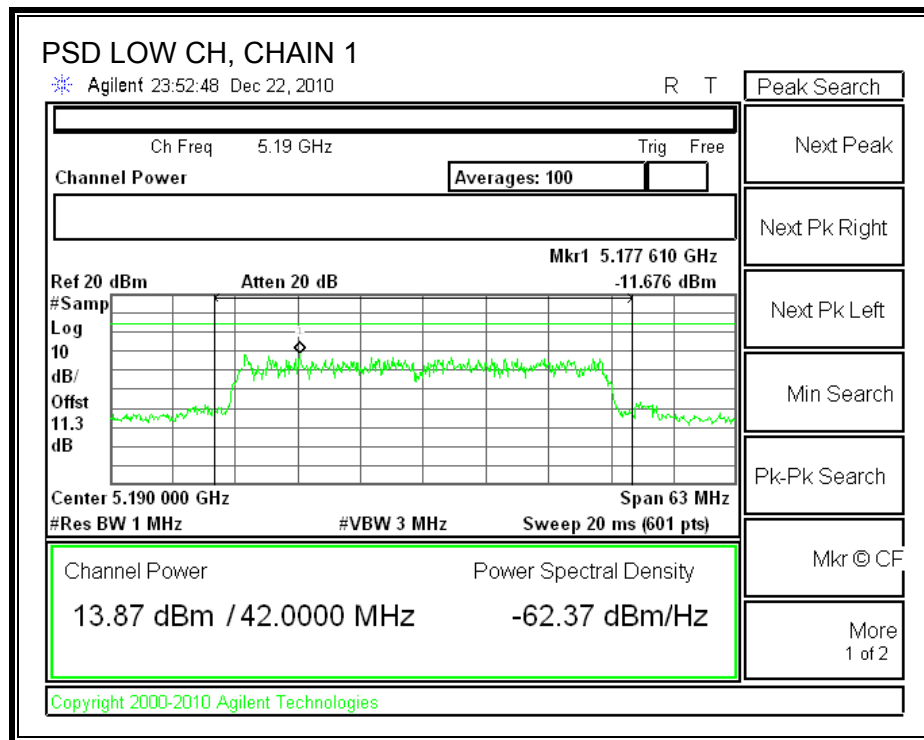 PSD LOW CH, CHAIN 1
Agilent 23:52:48 Dec 22, 2010 R T
Peak Search
Ch Freq 5.19 GHz Trig Free
Channel Power Averages: 100
Mkr1 5.177 610 GHz
Ref 20 dBm Atten 20 dB -11.676 dBm
#Samp
Log
10
dB/
Offst
11.3
dB
1
Center 5.190 000 GHz Span 63 MHz
#Res BW 1 MHz #VBW 3 MHz Sweep 20 ms (601 pts)
Channel Power Power Spectral Density
13.87 dBm / 42.0000 MHz -62.37 dBm/Hz
Next Peak
Next Pk Right
Next Pk Left
Min Search
Pk-Pk Search
Mkr © CF
More
1 of 2
Copyright 2000-2010 Agilent Technologies